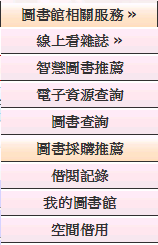 圖書館相關服務 »
線上看雜誌 »
智慧圖書推薦
電子資源查詢
圖書查詢
圖書採購推薦
借閱記錄
我的圖書館
空間借用